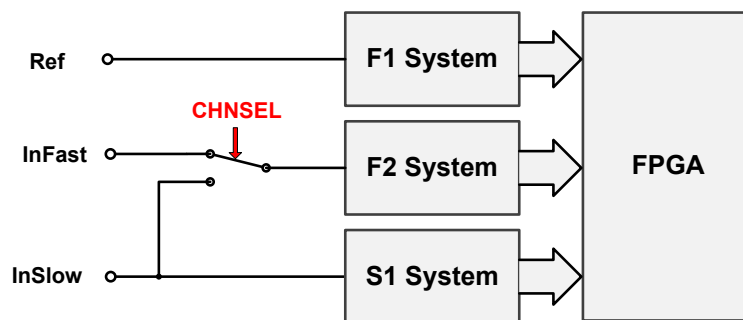 Ref
F1 System
CHNSEL
InFast
F2 System
FPGA
InSlow
S1 System